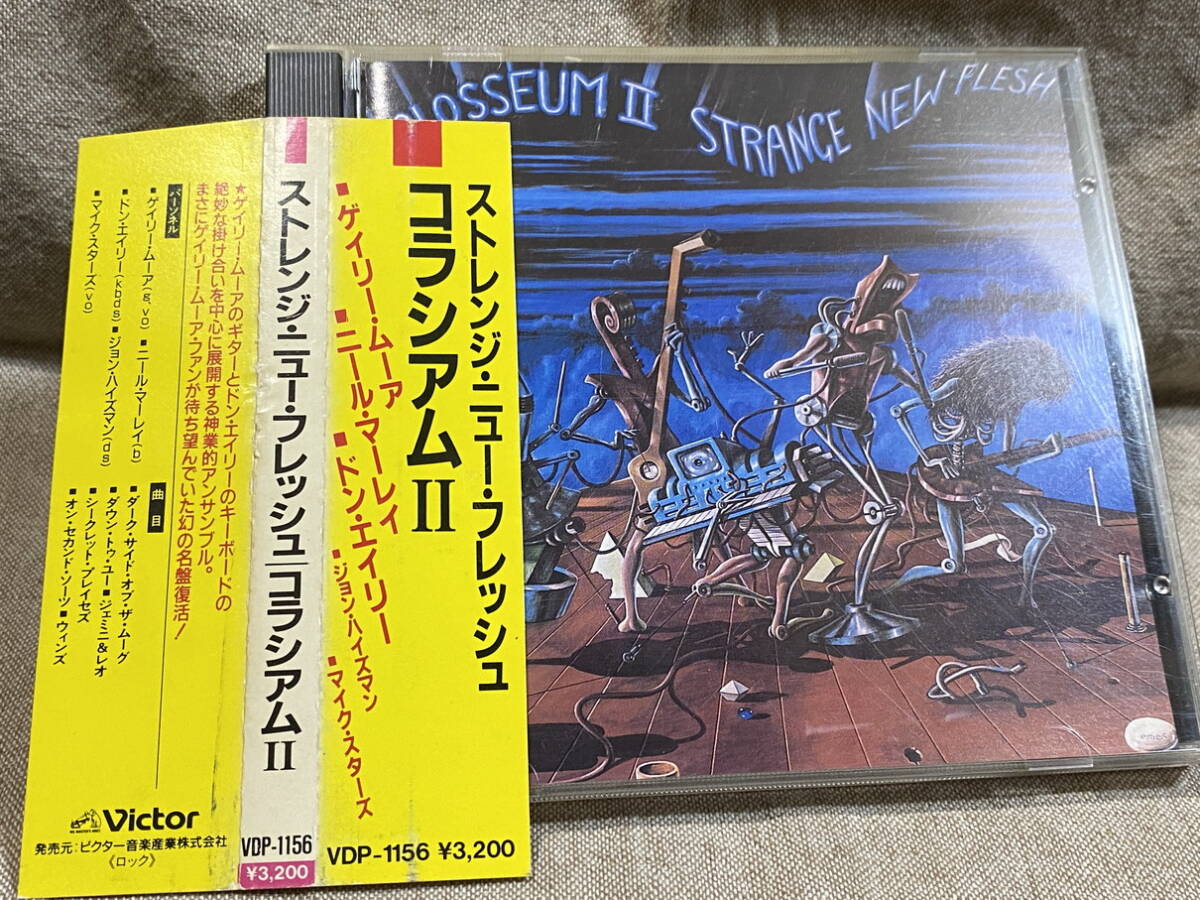 OLOSSEUM II STRANGE NEW FLESH
ストレンジ・ニュー・フレッシュ
コラシアムII
■ゲイリー・ムーア
■ニール・マーレイ
■ドン・エイリー
■ジョン・ハイズマン
■マイク・スターズ
VDP-1156 ¥3,200
ストレンジ・ニュー・フレッシュ|コラシアムII
VDP-1156
¥3,200
★ゲイリー・ムーアのギターとドン・エイリーのキーボードの
絶妙な掛け合いを中心に展開する神業的アンサンブル。
まさにゲイリー・ムーア・ファンが待ち望んでいた幻の名盤復活!
パーソネル
■ゲイリー・ムーア(g, vo) ■ニール・マーレイ(b)
■ドン・エイリー(kbds) ■ジョン・ハイズマン(ds)
■マイク・スターズ(vo)
曲目
■ダーク・サイド・オブ・ザ・ムーグ
■ダウン・トゥ・ユー ■ジェミニ&レオ
■シークレット・プレイセズ
■オン・セカンド・ソーツ ■ウィンズ
Victor
発売元:ビクター音楽産業株式会社
《ロック》